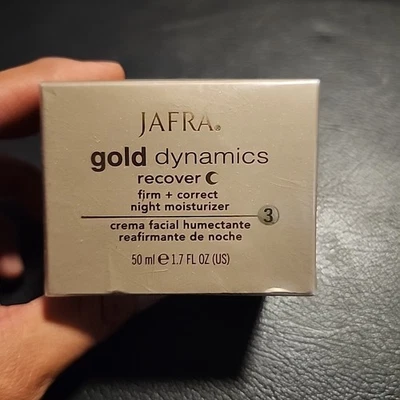 JAFRA®
gold dynamics
recover
firm + correct
night moisturizer
3
crema facial humectante
reafirmante de noche
50 ml ℮ 1.7 FL OZ (US)